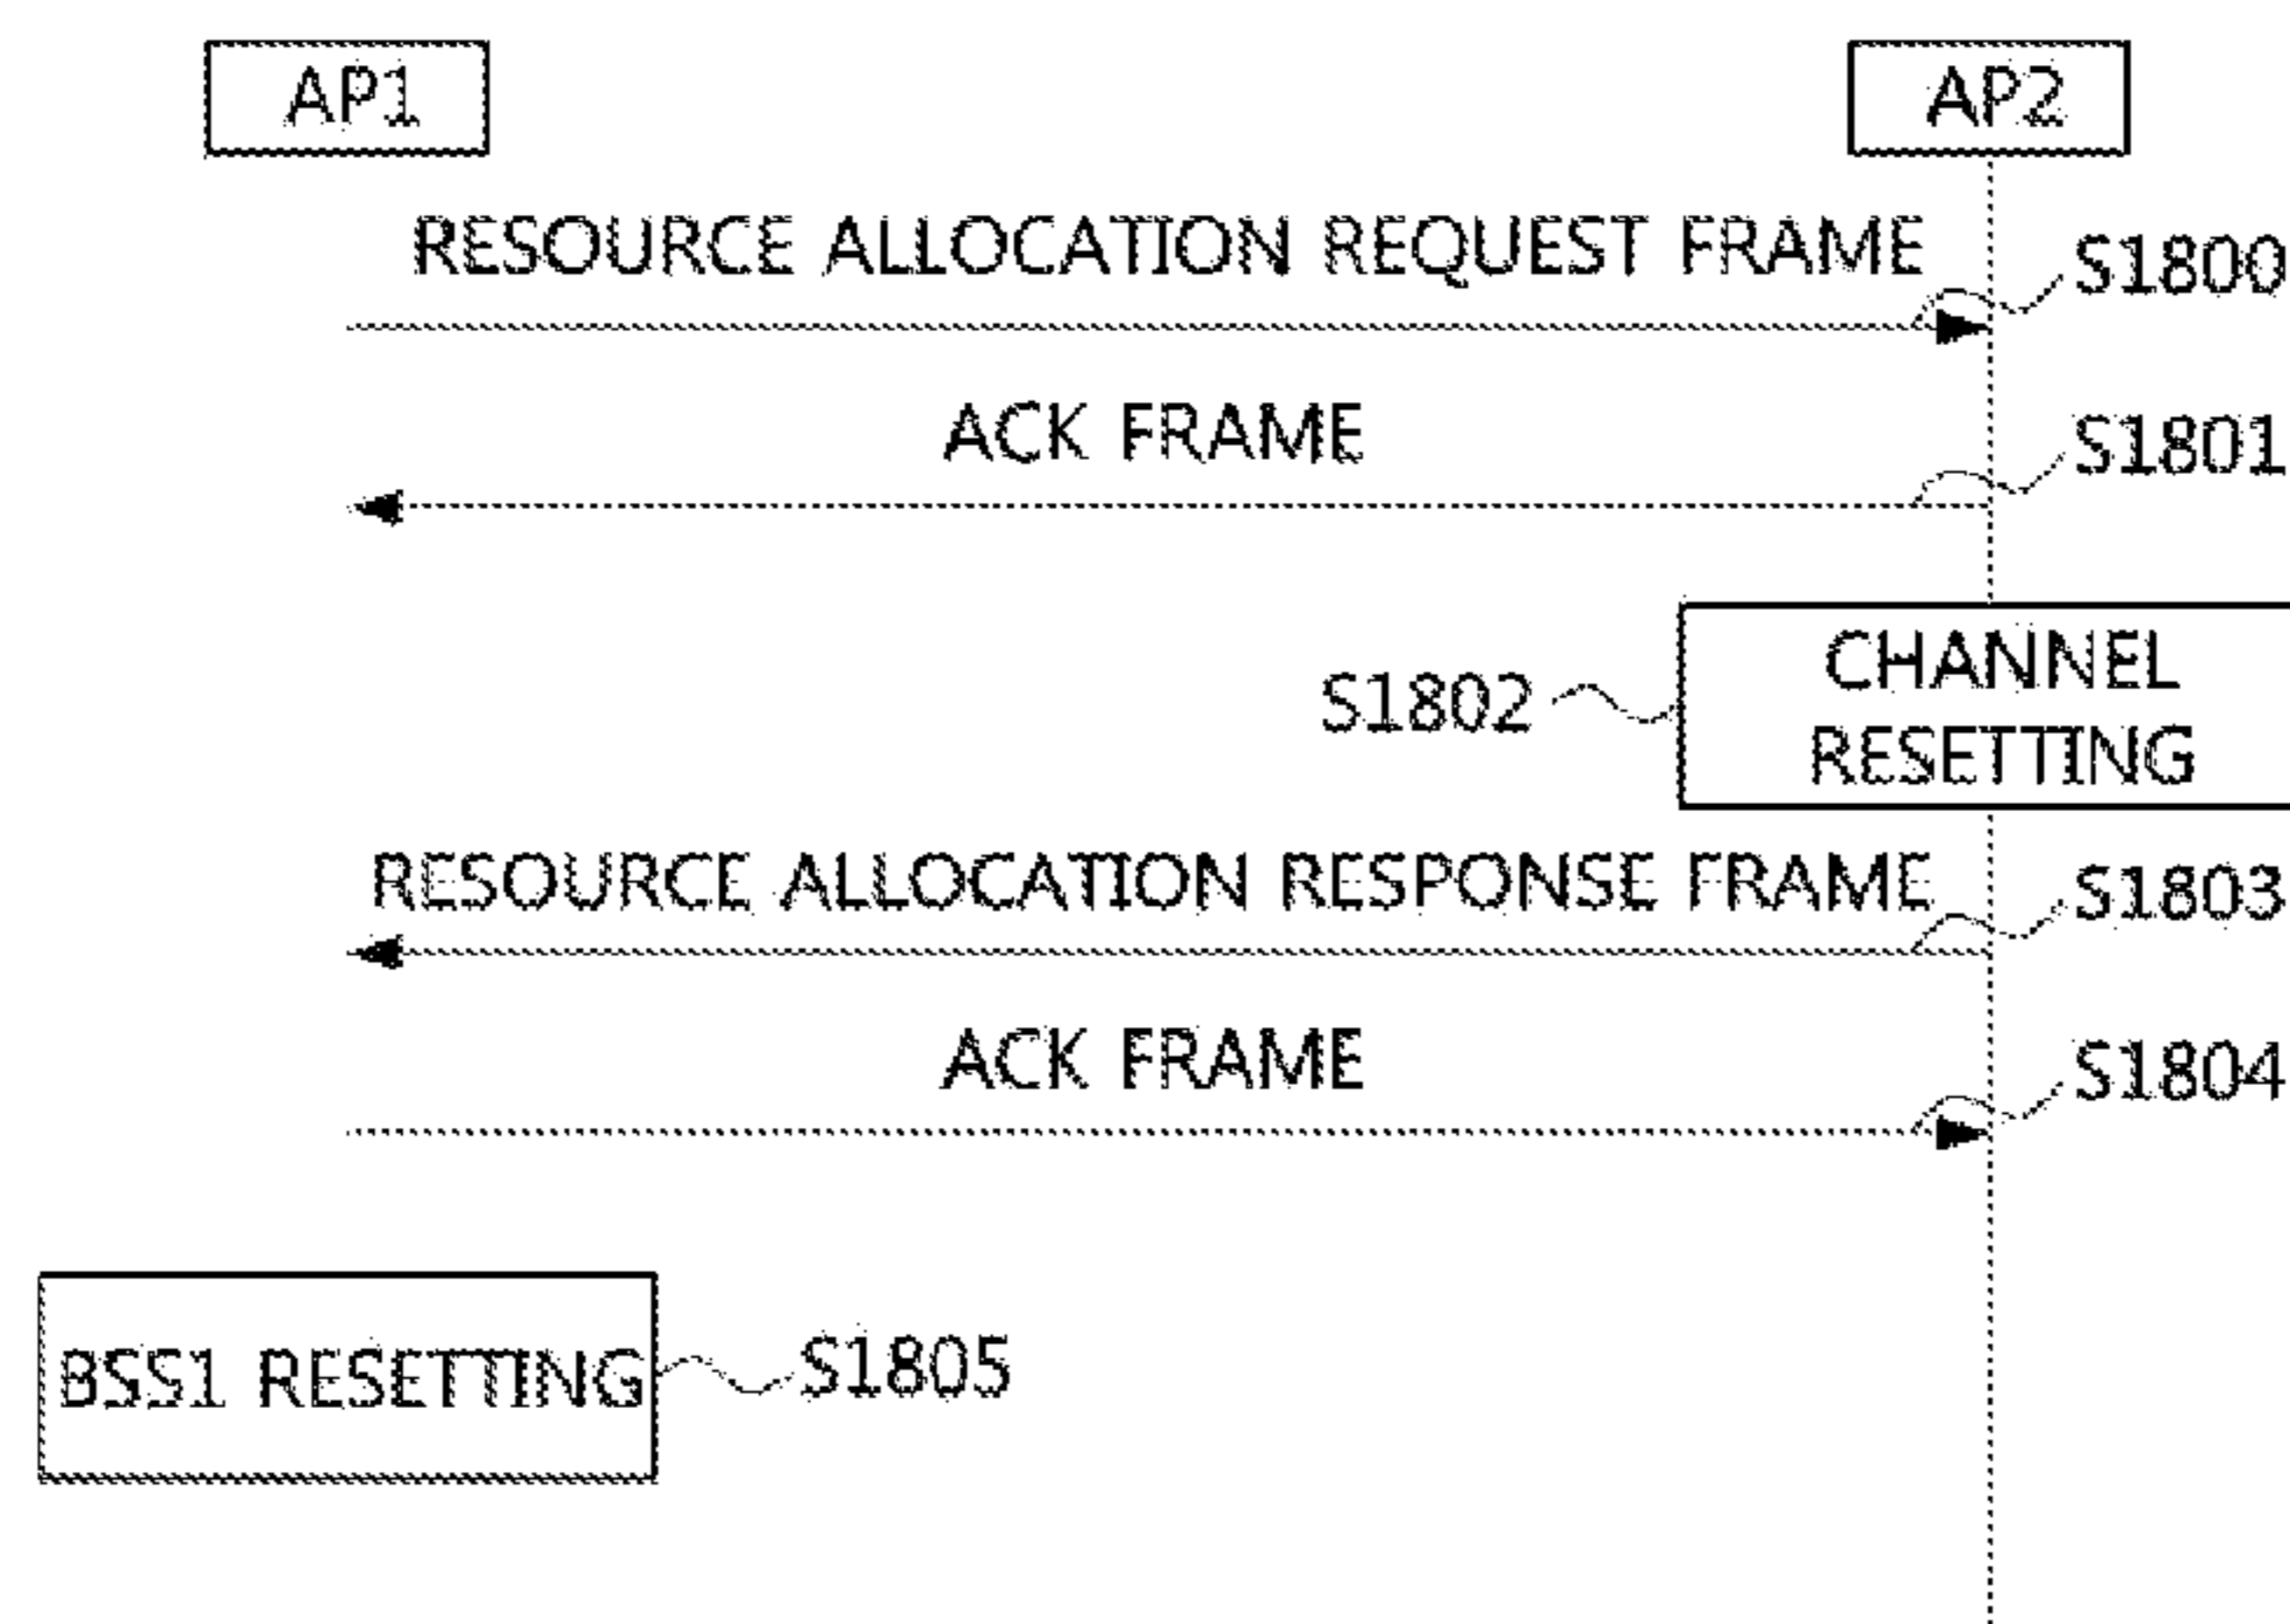 AP1
AP2
RESOURCE ALLOCATION REQUEST FRAME
S1800
ACK FRAME
S1801
CHANNEL
RESETTING
S1802
RESOURCE ALLOCATION RESPONSE FRAME
S1803
ACK FRAME
S1804
BSS1 RESETTING
S1805